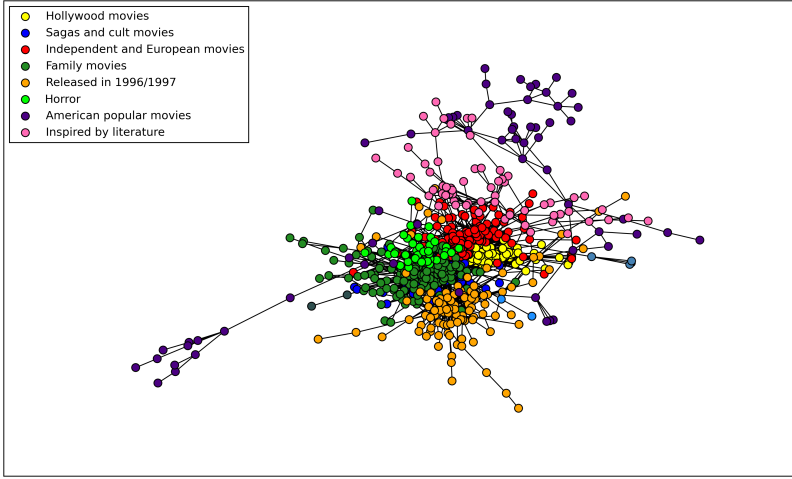 Hollywood movies
Sagas and cult movies
Independent and European movies
Family movies
Released in 1996/1997
Horror
American popular movies
Inspired by literature